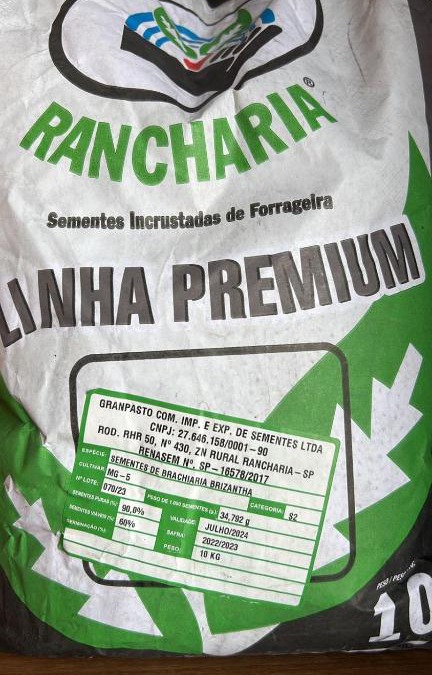 RANCHARIA®
Sementes Incrustadas de Forrageira
LINHA PREMIUM
GRANPASTO COM. IMP. E EXP. DE SEMENTES LTDA
CNPJ: 27.646.158/0001-90
ROD. RHR 50, Nº 430, ZN RURAL RANCHARIA-SP
RENASEM Nº. SP-16578/2017
ESPÉCIE: SEMENTES DE BRACHIARIA BRIZANTHA
CULTIVAR: MG-5
Nº LOTE: 070/23 PESO DE 1.000 SEMENTES (g.): 34,792 g CATEGORIA: S2
SEMENTES PURAS (%): 90,0% VALIDADE: JULHO/2024
SEMENTES VIÁVEIS (%): 60% SAFRA: 2022/2023
GERMINAÇÃO (%): PESO: 10 KG
10